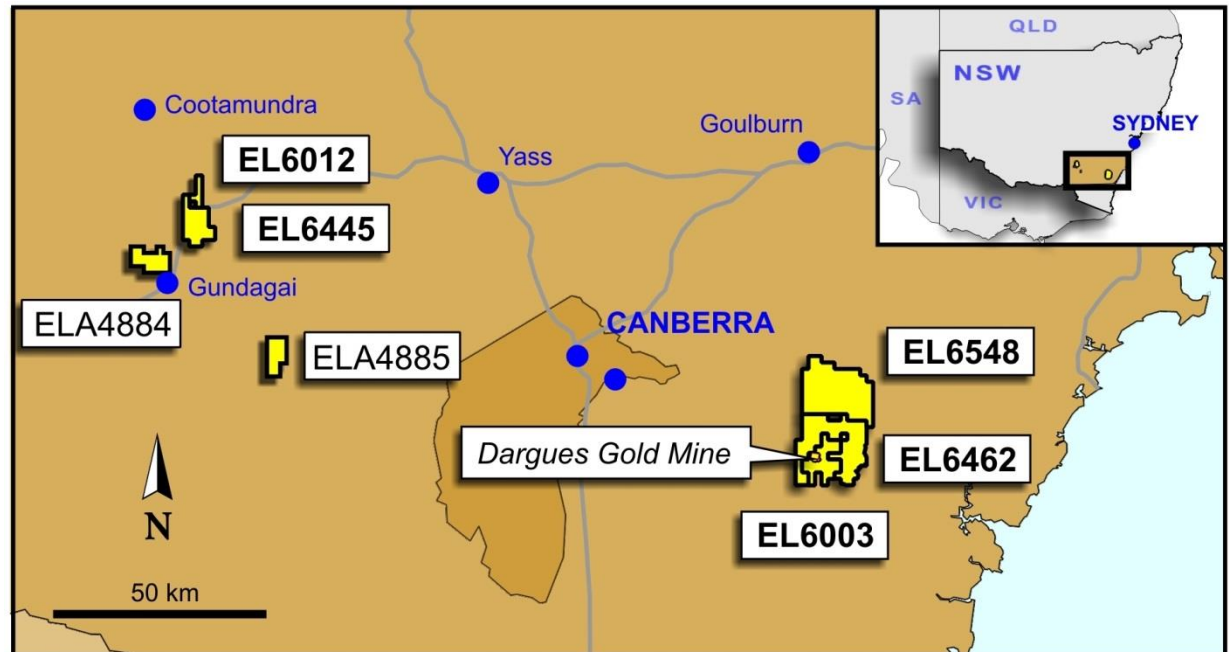 QLD
NSW
SA
SYDNEY
VIC
Cootamundra
Goulburn
EL6012
Yass
EL6445
Gundagai
ELA4884
CANBERRA
ELA4885
EL6548
Dargues Gold Mine
EL6462
N
EL6003
50 km